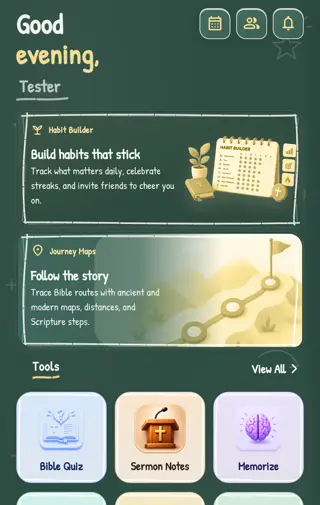 Good
evening,
Tester
Habit Builder
Build habits that stick
Track what matters daily, celebrate
streaks, and invite friends to cheer you
on.
HABIT BUILDER
Journey Maps
Follow the story
Trace Bible routes with ancient and
modern maps, distances, and
Scripture steps.
Tools
View All
Bible Quiz
Sermon Notes
Memorize